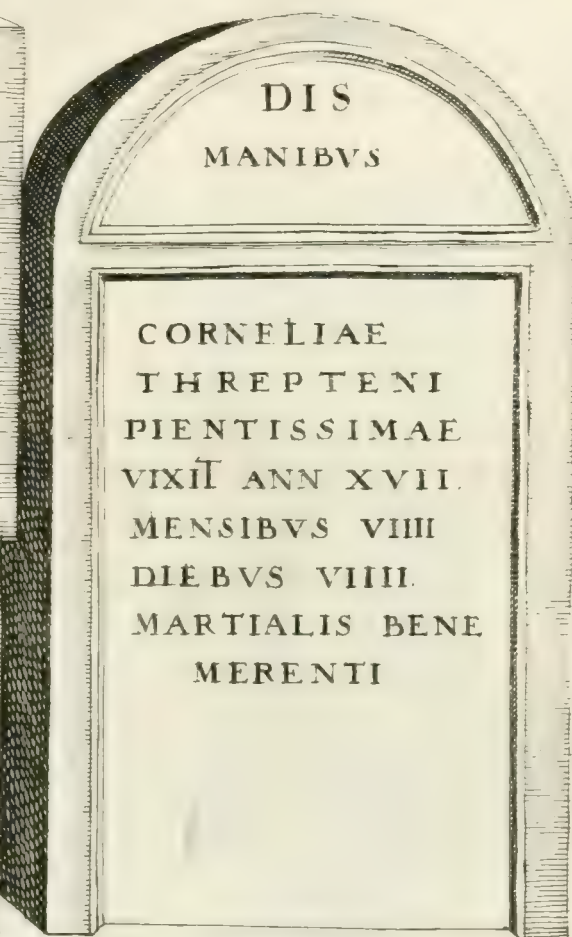 DIS
MANIBVS
CORNELIAE
THREPTENI
PIENTISSIMAE
VIXIT ANN XVII.
MENSIBVS VIIII
DIEBVS VIIII.
MARTIALIS BENE
MERENTI